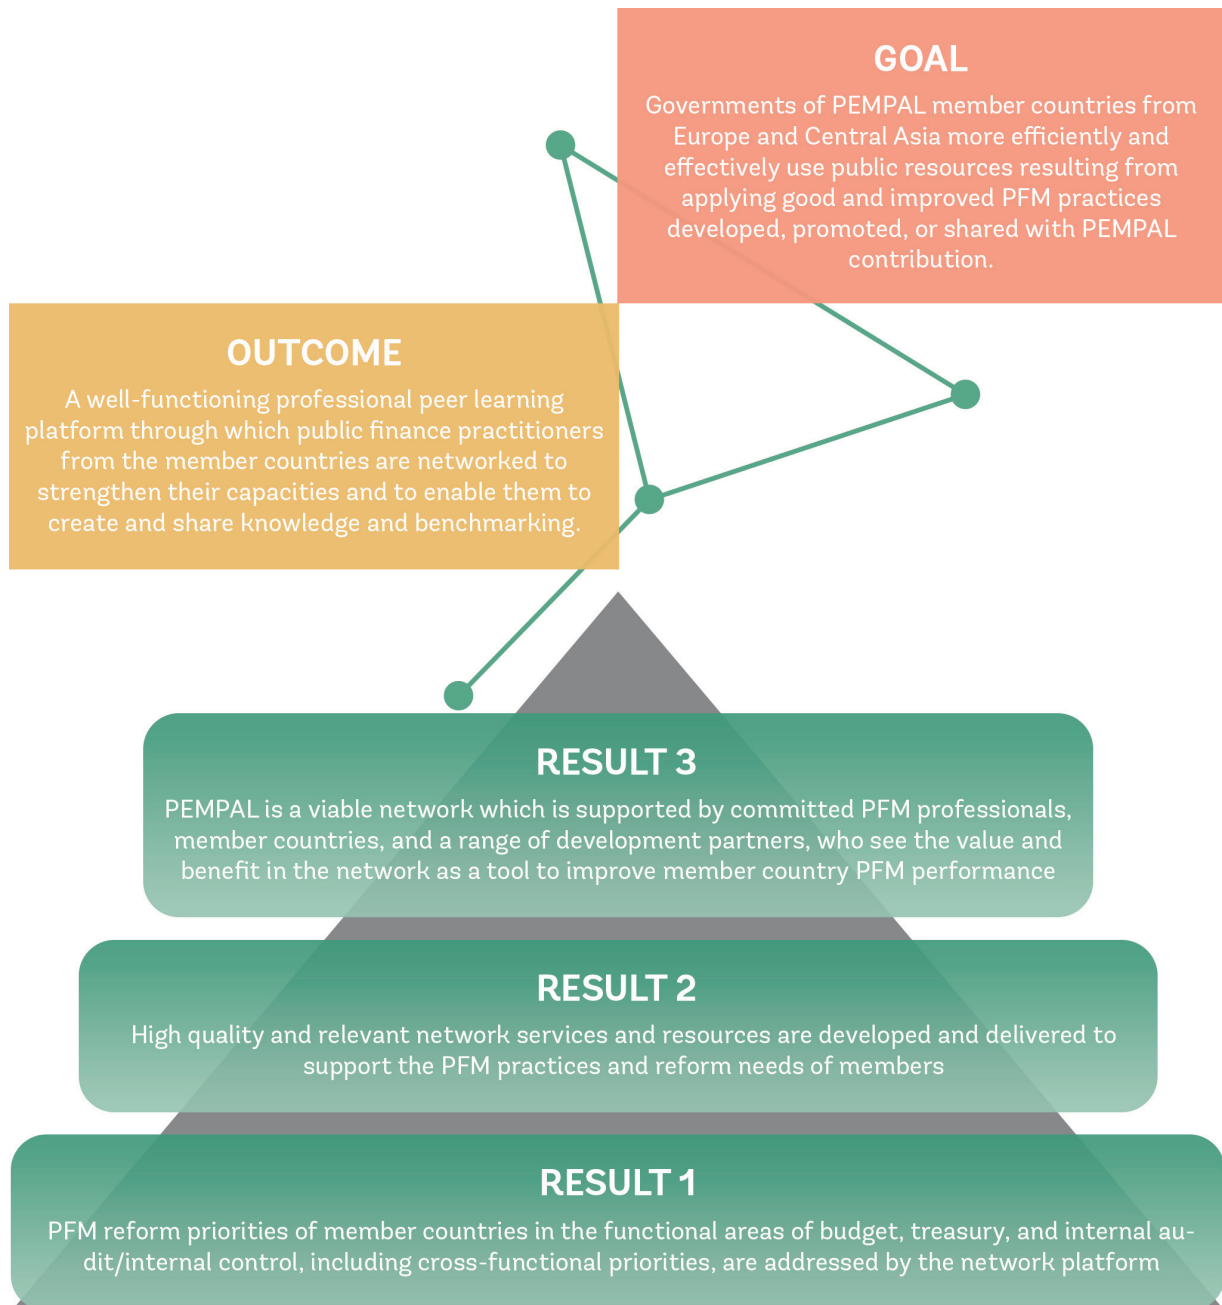 GOAL
Governments of PEMPAL member countries from
Europe and Central Asia more efficiently and
effectively use public resources resulting from
applying good and improved PFM practices
developed, promoted, or shared with PEMPAL
contribution.
OUTCOME
A well-functioning professional peer learning
platform through which public finance practitioners
from the member countries are networked to
strengthen their capacities and to enable them to
create and share knowledge and benchmarking.
RESULT 3
PEMPAL is a viable network which is supported by committed PFM professionals,
member countries, and a range of development partners, who see the value and
benefit in the network as a tool to improve member country PFM performance
RESULT 2
High quality and relevant network services and resources are developed and delivered to
support the PFM practices and reform needs of members
RESULT 1
PFM reform priorities of member countries in the functional areas of budget, treasury, and internal au-
dit/internal control, including cross-functional priorities, are addressed by the network platform